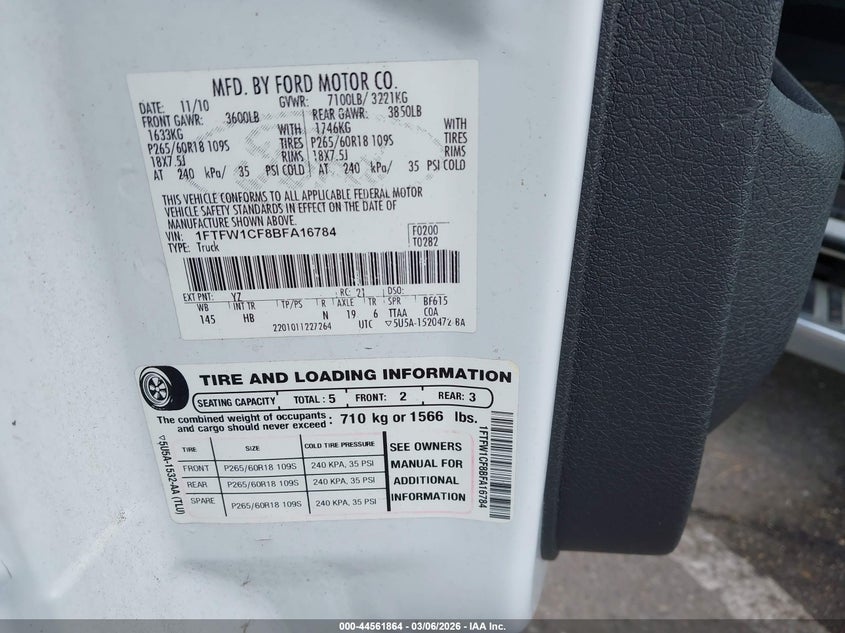 MFD. BY FORD MOTOR CO.
DATE: 11/10 GVWR: 7100LB/ 3221KG
FRONT GAWR: 3600LB REAR GAWR: 3850LB
1633KG WITH 1746KG WITH
P265/60R18 109S TIRES P265/60R18 109S TIRES
18X7.5J RIMS 18X7.5J RIMS
AT 240 kPa/ 35 PSI COLD AT 240 kPa/ 35 PSI COLD
THIS VEHICLE CONFORMS TO ALL APPLICABLE FEDERAL MOTOR
VEHICLE SAFETY STANDARDS IN EFFECT ON THE DATE OF
MANUFACTURE SHOWN ABOVE.
VIN: 1FTFW1CF8BFA16784 F0200
TYPE: Truck T0282
EXT PNT: YZ RC: 21 DSO:
WB INT TR TP/PS R AXLE TR SPR BF615
145 HB N 19 6 TTAA COA
2201011227264 UTC ▽5U5A-1520472-BA
TIRE AND LOADING INFORMATION
SEATING CAPACITY TOTAL: 5 FRONT: 2 REAR: 3
The combined weight of occupants and cargo should never exceed: 710 kg or 1566 lbs.
TIRE SIZE COLD TIRE PRESSURE
FRONT P265/60R18 109S 240 KPA, 35 PSI
REAR P265/60R18 109S 240 KPA, 35 PSI
SPARE P265/60R18 109S 240 KPA, 35 PSI
SEE OWNERS
MANUAL FOR
ADDITIONAL
INFORMATION
▽5U5A-1532-AA (TLU)
1FTFW1CF8BFA16784
000-44561864 | 03/06/2026 | IAA Inc.